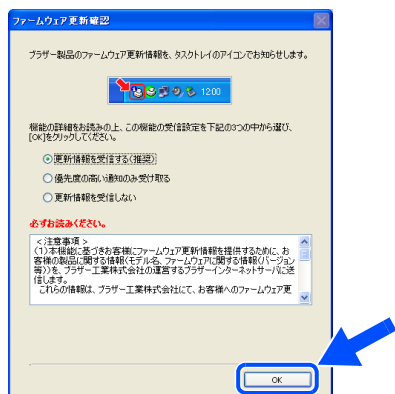 ファームウェア更新確認
ブラザー製品のファームウェア更新情報を、タスクトレイのアイコンでお知らせします。
12:00
機能の詳細をお読みの上、この機能の受信設定を下記の3つの中から選び、
[OK]をクリックしてください。
更新情報を受信する(推奨)
優先度の高い通知のみ受け取る
更新情報を受信しない
必ずお読みください。
<注意事項>
(1)本機能に基づきお客様にファームウェア更新情報を提供するために、お
客様の製品に関する情報(モデル名、ファームウェアに関する情報(バージョン
等))を、ブラザー工業株式会社の運営するブラザーインターネットサーバに送
信します。
これらの情報は、ブラザー工業株式会社にて、お客様へのファームウェア更
OK